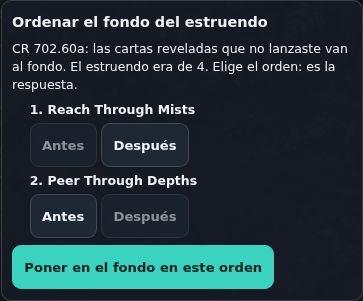 Ordenar el fondo del estruendo
CR 702.60a: las cartas reveladas que no lanzaste van
al fondo. El estruendo era de 4. Elige el orden: es la
respuesta.
1. Reach Through Mists
Antes Después
2. Peer Through Depths
Antes Después
Poner en el fondo en este orden